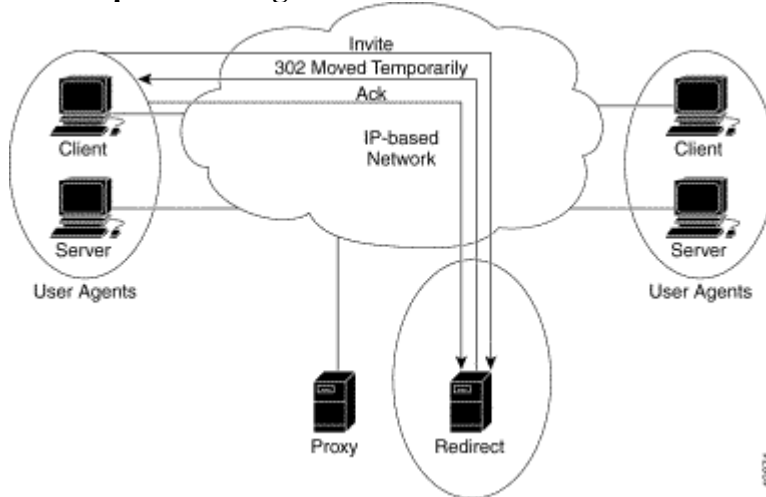 Invite
302 Moved Temporarily
Ack
IP-based
Network
Client
Client
Server
Server
User Agents
User Agents
Proxy
Redirect